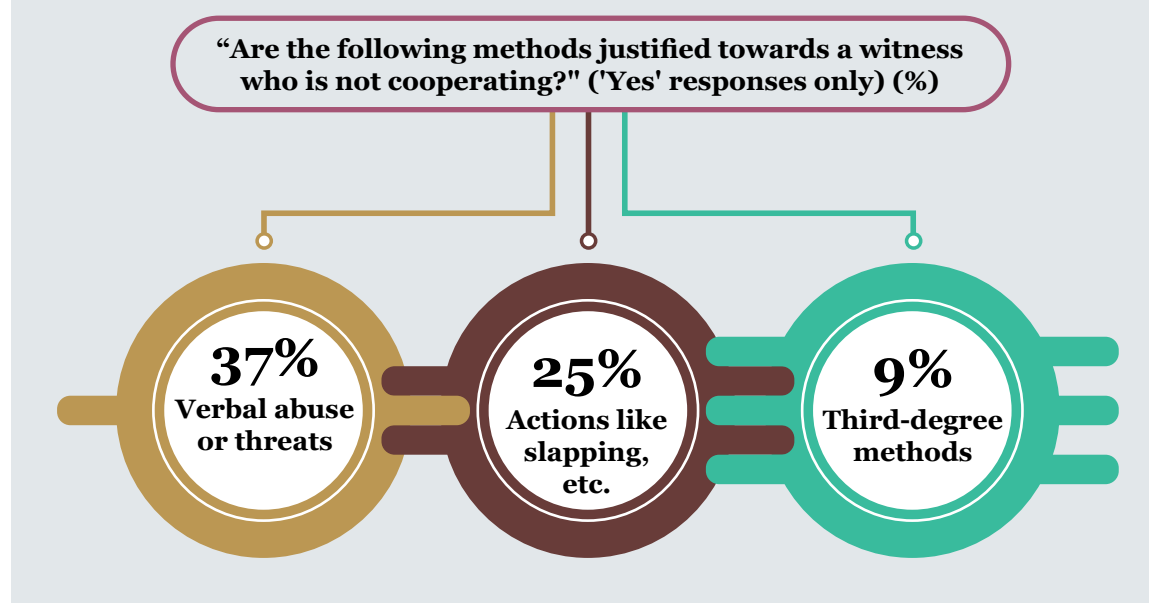 “Are the following methods justified towards a witness
who is not cooperating?" ('Yes' responses only) (%)
37%
Verbal abuse
or threats
25%
Actions like
slapping,
etc.
9%
Third-degree
methods